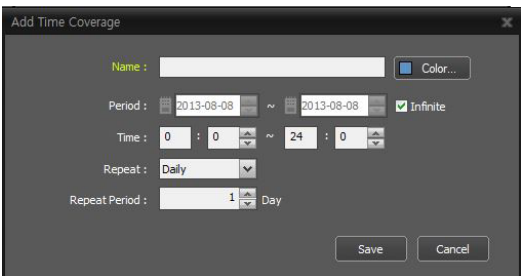 Add Time Coverage
Name : Color...
Period : 2013-08-08 ~ 2013-08-08 Infinite
Time : 0 : 0 ~ 24 : 0
Repeat : Daily
Repeat Period : 1 Day
Save Cancel